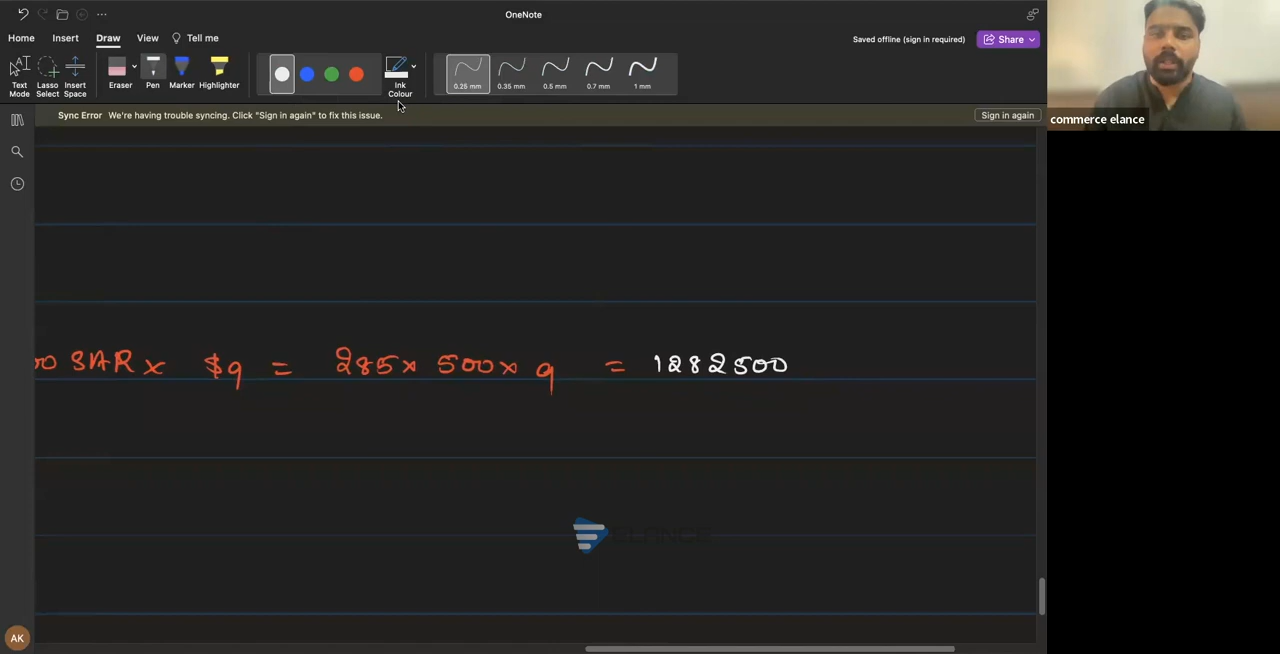 OneNote
Home Insert Draw View Tell me
Saved offline (sign in required) Share
Text Mode Lasso Select Insert Space Eraser Pen Marker Highlighter Ink Colour 0.25 mm 0.35 mm 0.5 mm 0.7 mm 1 mm
Sync Error We're having trouble syncing. Click "Sign in again" to fix this issue. Sign in again
commerce elance
00 SAR x $9 = 285 x 500 x 9 = 1282500
ELANCE
AK